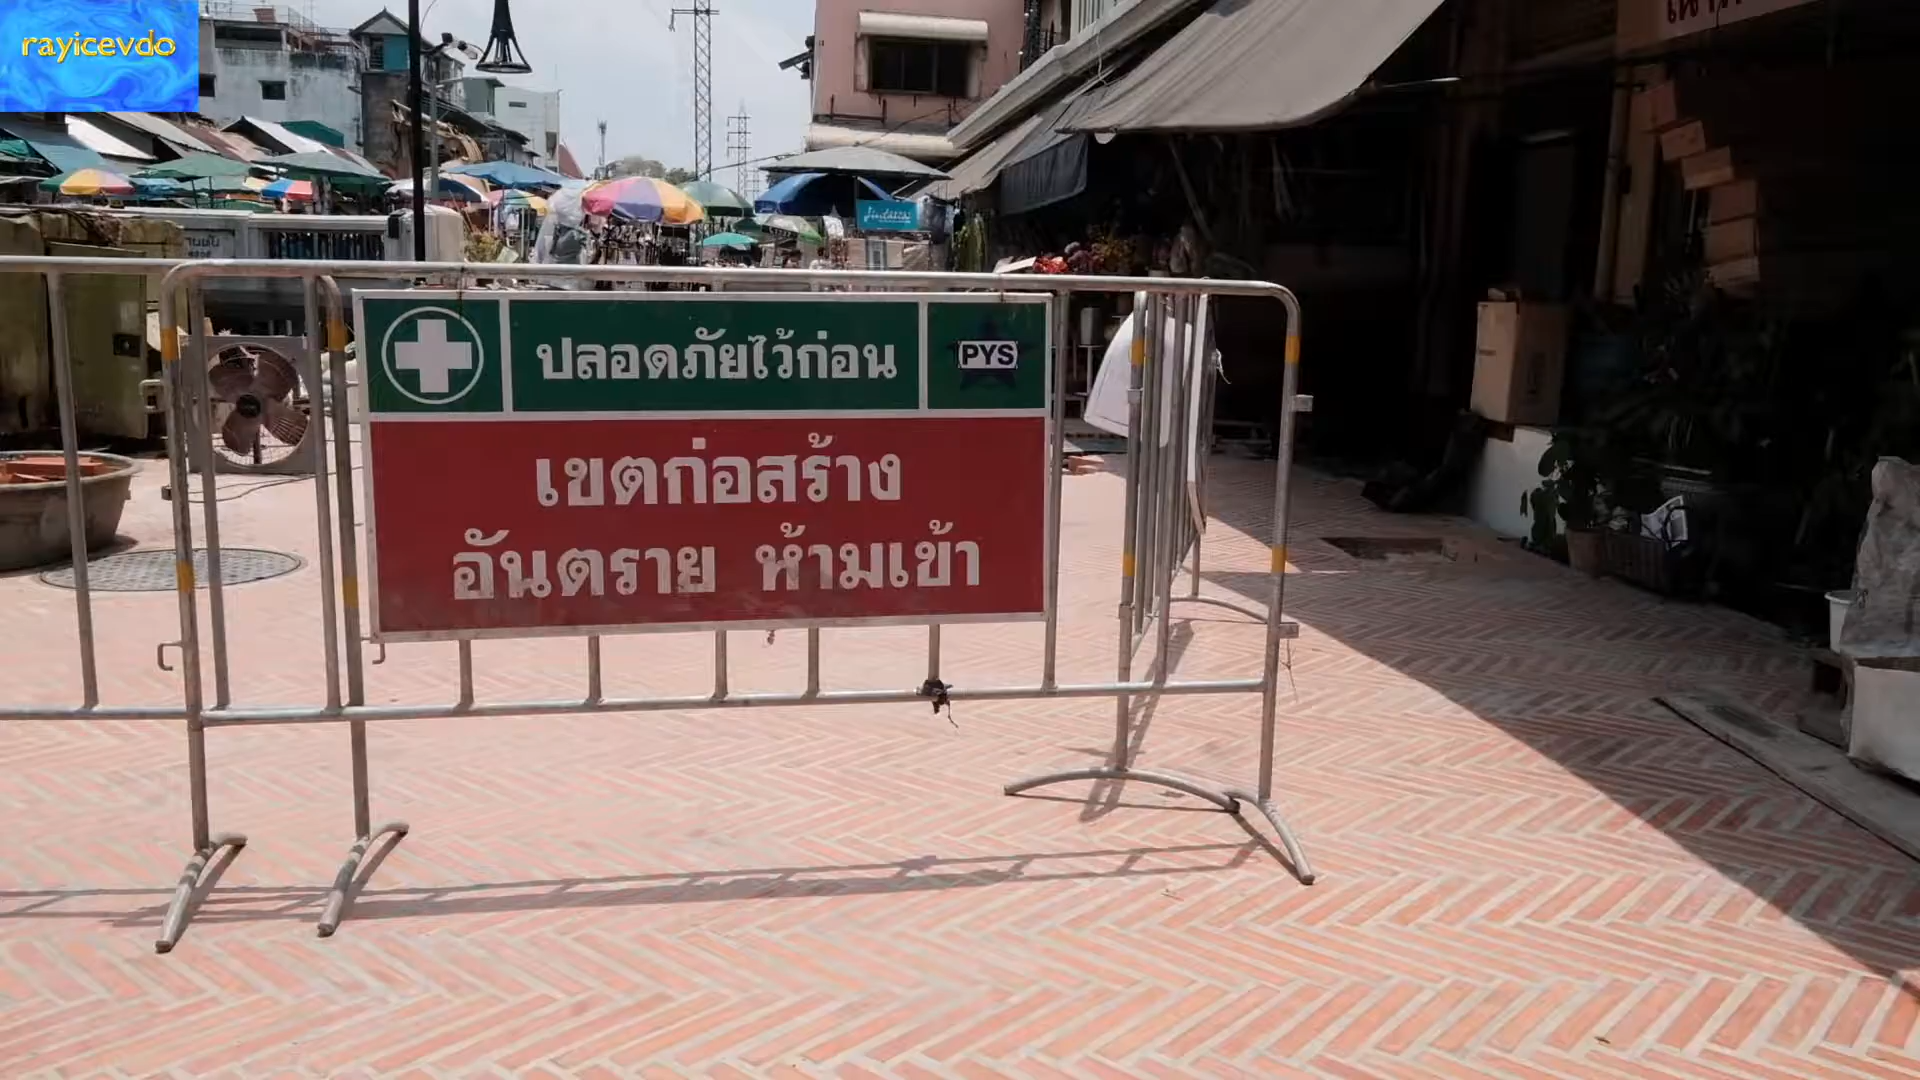 rayicevdo
ปลอดภัยไว้ก่อน
PYS
เขตก่อสร้าง
อันตราย ห้ามเข้า